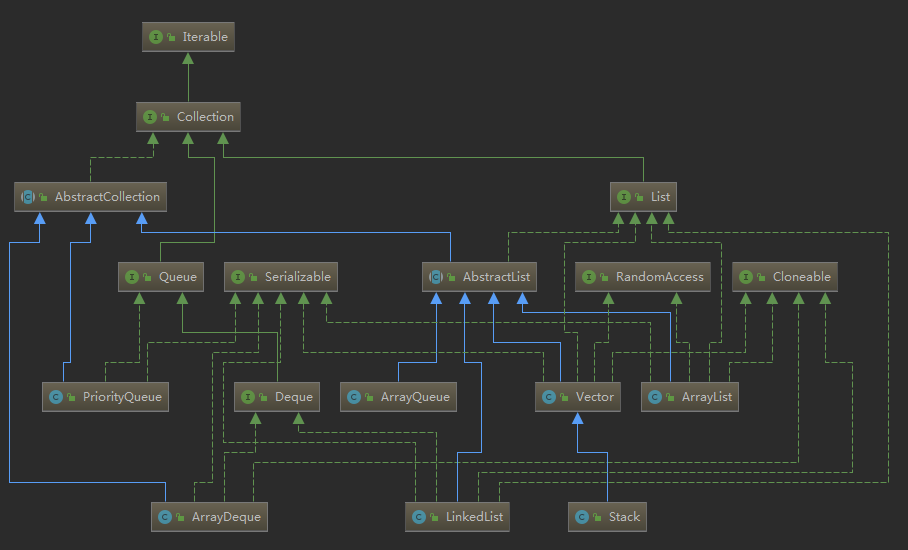 Iterable
Collection
AbstractCollection
List
Queue
Serializable
AbstractList
RandomAccess
Cloneable
PriorityQueue
Deque
ArrayQueue
Vector
ArrayList
ArrayDeque
LinkedList
Stack